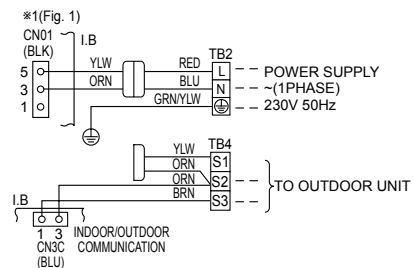 ※1(Fig. 1)
CN01
(BLK)
I.B
5
3
1
YLW
ORN
RED
BLU
GRN/YLW
TB2
L
N
POWER SUPPLY
~(1PHASE)
230V 50Hz
TB4
YLW
ORN
ORN
BRN
S1
S2
S3
TO OUTDOOR UNIT
I.B
1 3
CN3C
(BLU)
INDOOR/OUTDOOR
COMMUNICATION